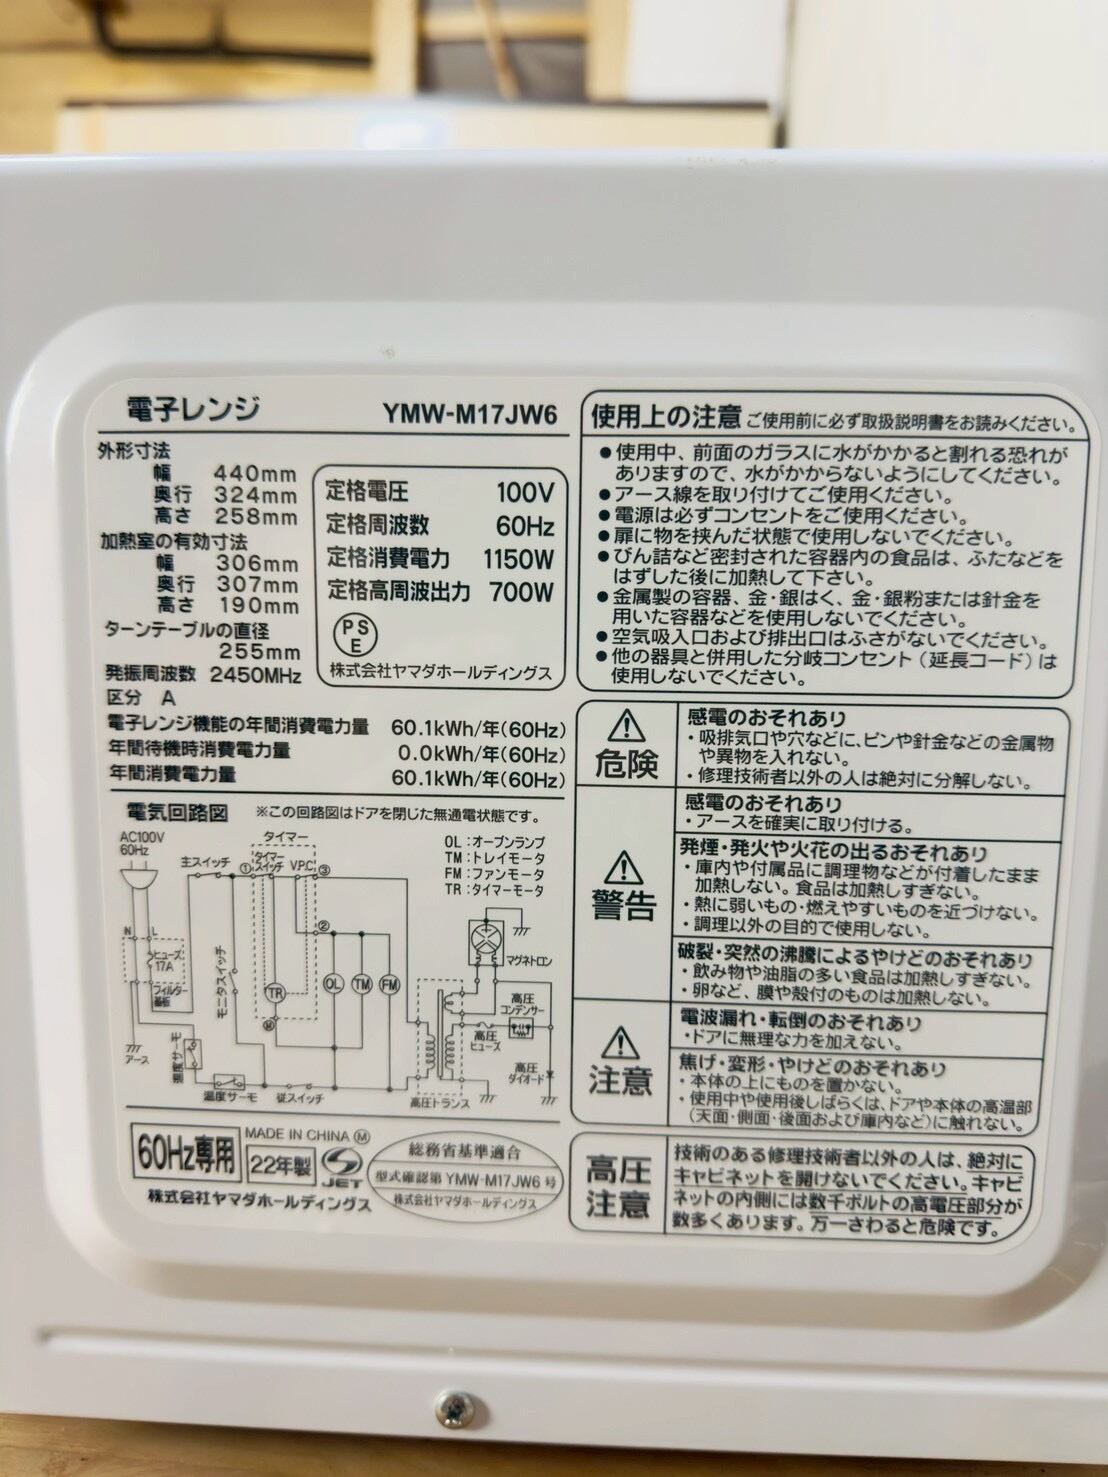 電子レンジ YMW-M17JW6
外形寸法
幅 440mm
奥行 324mm
高さ 258mm
加熱室の有効寸法
幅 306mm
奥行 307mm
高さ 190mm
ターンテーブルの直径
255mm
発振周波数 2450MHz
区分 A
定格電圧 100V
定格周波数 60Hz
定格消費電力 1150W
定格高周波出力 700W
PSE
株式会社ヤマダホールディングス
電子レンジ機能の年間消費電力量 60.1kWh/年(60Hz)
年間待機時消費電力量 0.0kWh/年(60Hz)
年間消費電力量 60.1kWh/年(60Hz)
電気回路図 ※この回路図はドアを閉じた無通電状態です。
AC100V
60Hz
主スイッチ
タイマー
タイマースイッチ
V.P.C
①
③
②
OL:オーブンランプ
TM:トレイモータ
FM:ファンモータ
TR:タイマーモータ
N L
ヒューズ
17A
フィルター
基板
モニタスイッチ
TR
M
OL TM FM
マグネトロン
高圧
コンデンサー
高圧
ヒューズ
高圧
ダイオード
アース
温度サーモ
従スイッチ
高圧トランス
60Hz専用
MADE IN CHINA Ⓜ
22年製
JET
株式会社ヤマダホールディングス
総務省基準適合
型式確認第 YMW-M17JW6 号
株式会社ヤマダホールディングス
使用上の注意 ご使用前に必ず取扱説明書をお読みください。
●使用中、前面のガラスに水がかかると割れる恐れが
ありますので、水がかからないようにしてください。
●アース線を取り付けてご使用ください。
●電源は必ずコンセントをご使用ください。
●扉に物を挟んだ状態で使用しないでください。
●びん詰など密封された容器内の食品は、ふたなどを
はずした後に加熱して下さい。
●金属製の容器、金・銀はく、金・銀粉または針金を
用いた容器などを使用しないでください。
●空気吸入口および排出口はふさがないでください。
●他の器具と併用した分岐コンセント(延長コード)は
使用しないでください。
危険
感電のおそれあり
・吸排気口や穴などに、ピンや針金などの金属物
や異物を入れない。
・修理技術者以外の人は絶対に分解しない。
警告
感電のおそれあり
・アースを確実に取り付ける。
発煙・発火や火花の出るおそれあり
・庫内や付属品に調理物などが付着したまま
加熱しない。食品は加熱しすぎない。
・熱に弱いもの・燃えやすいものを近づけない。
・調理以外の目的で使用しない。
破裂・突然の沸騰によるやけどのおそれあり
・飲み物や油脂の多い食品は加熱しすぎない。
・卵など、膜や殻付のものは加熱しない。
注意
電波漏れ・転倒のおそれあり
・ドアに無理な力を加えない。
焦げ・変形・やけどのおそれあり
・本体の上にものを置かない。
・使用中や使用後しばらくは、ドアや本体の高温部
(天面・側面・後面および庫内など)に触れない。
高圧
注意
技術のある修理技術者以外の人は、絶対に
キャビネットを開けないでください。キャビ
ネットの内側には数千ボルトの高電圧部分が
数多くあります。万一さわると危険です。